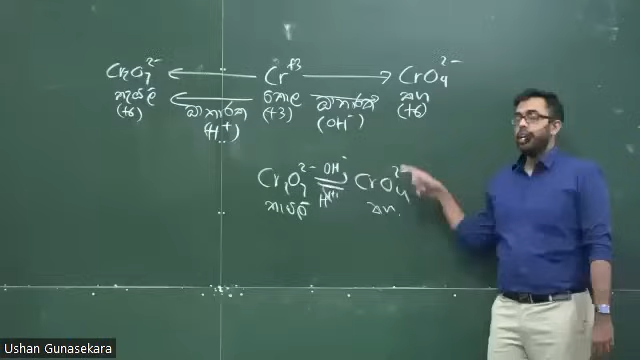 Cr₂O₇²⁻ ← Cr⁺³ → CrO₄²⁻
තැඹිලි කොළ කහ
(+6) (H⁺) (+3) (OH⁻) (+6)
Cr₂O₇²⁻ OH⁻ ⇌ H⁺ CrO₄²⁻
තැඹිලි කහ
Ushan Gunasekara